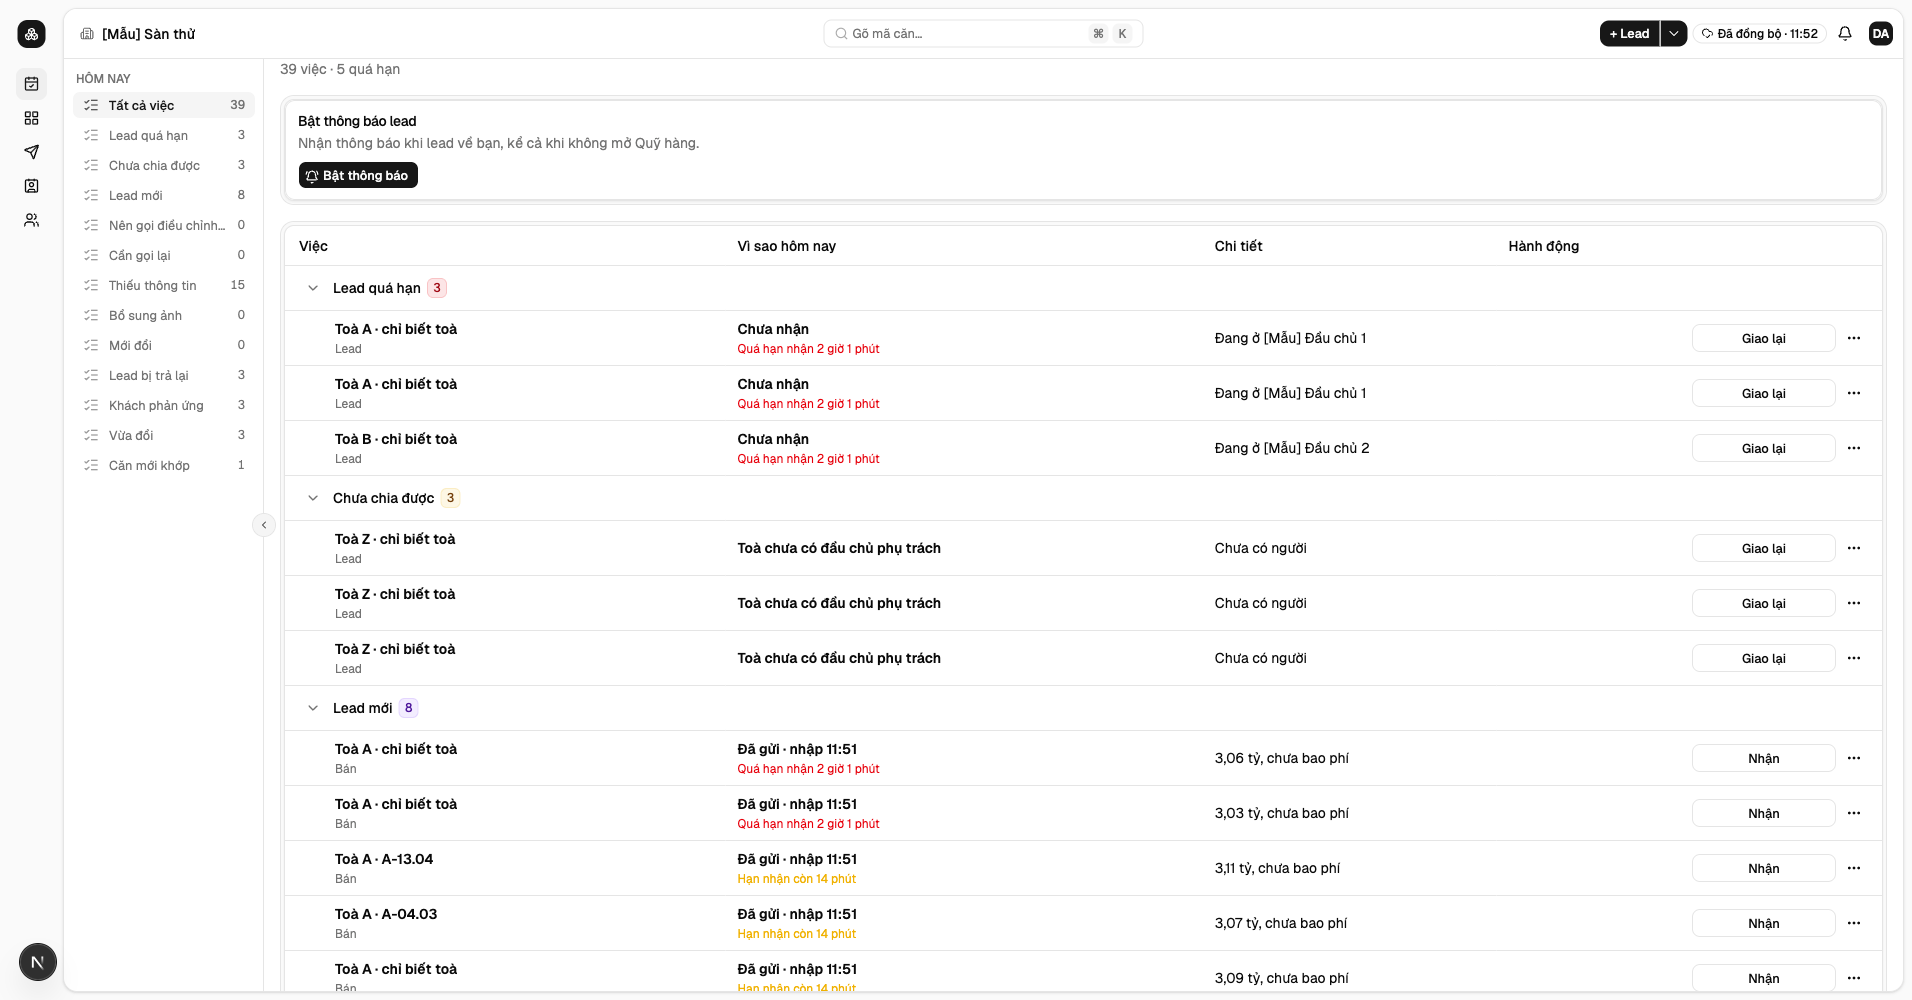 [Mẫu] Sàn thử
Gõ mã căn...
⌘ K
+ Lead
Đã đồng bộ · 11:52
DA
HÔM NAY
Tất cả việc 39
Lead quá hạn 3
Chưa chia được 3
Lead mới 8
Nên gọi điều chỉnh... 0
Cần gọi lại 0
Thiếu thông tin 15
Bổ sung ảnh 0
Mới đổi 0
Lead bị trả lại 3
Khách phản ứng 3
Vừa đổi 3
Căn mới khớp 1
N
39 việc · 5 quá hạn
Bật thông báo lead
Nhận thông báo khi lead về bạn, kể cả khi không mở Quỹ hàng.
Bật thông báo
Việc Vì sao hôm nay Chi tiết Hành động
Lead quá hạn 3
Toà A · chỉ biết toà Chưa nhận Đang ở [Mẫu] Đầu chủ 1 Giao lại
Lead Quá hạn nhận 2 giờ 1 phút
Toà A · chỉ biết toà Chưa nhận Đang ở [Mẫu] Đầu chủ 1 Giao lại
Lead Quá hạn nhận 2 giờ 1 phút
Toà B · chỉ biết toà Chưa nhận Đang ở [Mẫu] Đầu chủ 2 Giao lại
Lead Quá hạn nhận 2 giờ 1 phút
Chưa chia được 3
Toà Z · chỉ biết toà Toà chưa có đầu chủ phụ trách Chưa có người Giao lại
Lead
Toà Z · chỉ biết toà Toà chưa có đầu chủ phụ trách Chưa có người Giao lại
Lead
Toà Z · chỉ biết toà Toà chưa có đầu chủ phụ trách Chưa có người Giao lại
Lead
Lead mới 8
Toà A · chỉ biết toà Đã gửi · nhập 11:51 3,06 tỷ, chưa bao phí Nhận
Bán Quá hạn nhận 2 giờ 1 phút
Toà A · chỉ biết toà Đã gửi · nhập 11:51 3,03 tỷ, chưa bao phí Nhận
Bán Quá hạn nhận 2 giờ 1 phút
Toà A · A-13.04 Đã gửi · nhập 11:51 3,11 tỷ, chưa bao phí Nhận
Bán Hạn nhận còn 14 phút
Toà A · A-04.03 Đã gửi · nhập 11:51 3,07 tỷ, chưa bao phí Nhận
Bán Hạn nhận còn 14 phút
Toà A · chỉ biết toà Đã gửi · nhập 11:51 3,09 tỷ, chưa bao phí Nhận
Bán Hạn nhận còn 14 phút